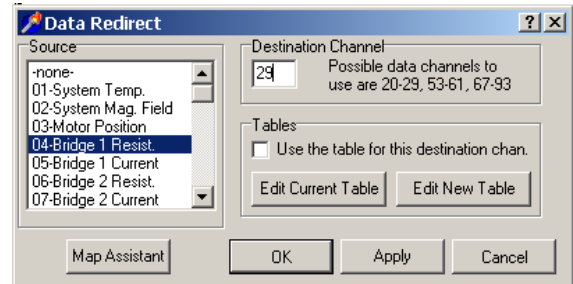 Data Redirect
Source
-none-
01-System Temp.
02-System Mag. Field
03-Motor Position
04-Bridge 1 Resist.
05-Bridge 1 Current
06-Bridge 2 Resist.
07-Bridge 2 Current
Destination Channel
29
Possible data channels to
use are 20-29, 53-61, 67-93
Tables
Use the table for this destination chan.
Edit Current Table
Edit New Table
Map Assistant
OK
Apply
Cancel